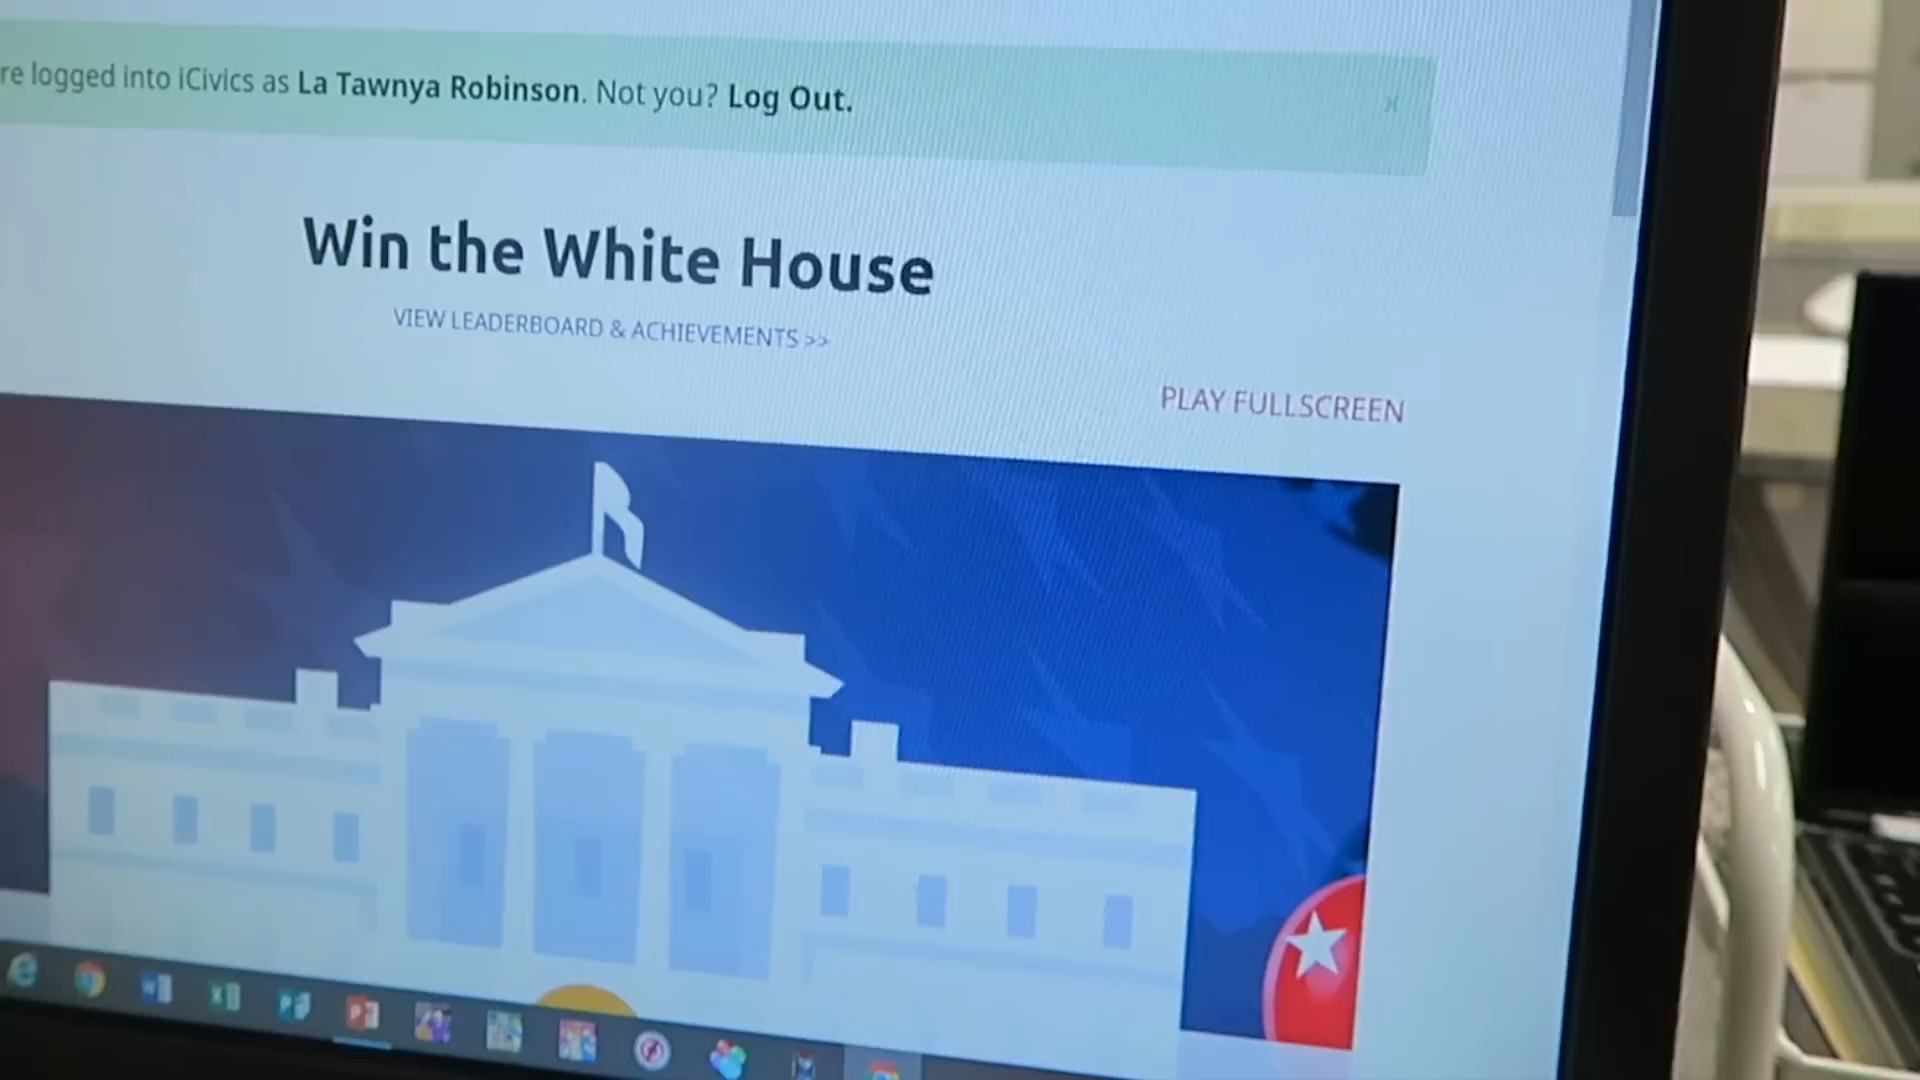 re logged into iCivics as La Tawnya Robinson. Not you? Log Out.
Win the White House
VIEW LEADERBOARD & ACHIEVEMENTS >>
PLAY FULLSCREEN